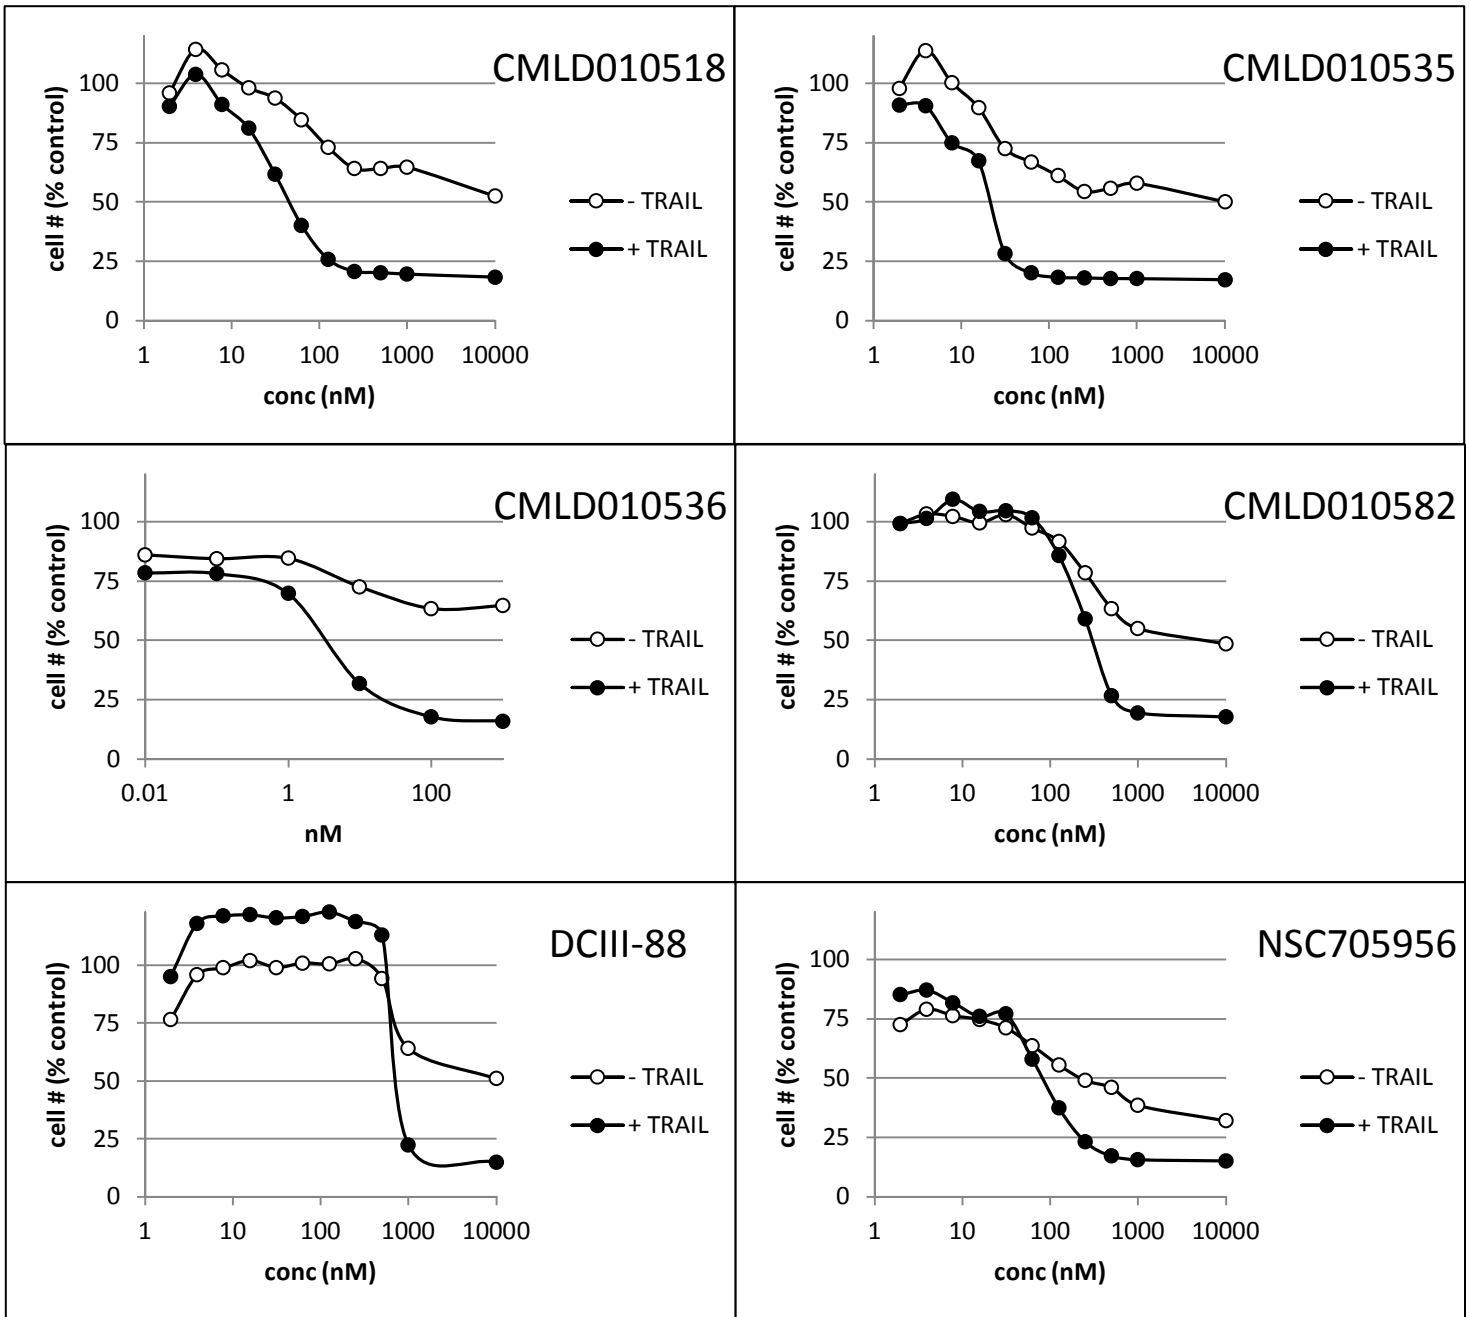 CMLD010518
cell # (% control)
100
75
50
25
0
1 10 100 1000 10000
conc (nM)
- TRAIL
+ TRAIL
CMLD010535
cell # (% control)
100
75
50
25
0
1 10 100 1000 10000
conc (nM)
- TRAIL
+ TRAIL
CMLD010536
cell # (% control)
100
75
50
25
0
0.01 1 100
nM
- TRAIL
+ TRAIL
CMLD010582
cell # (% control)
100
75
50
25
0
1 10 100 1000 10000
conc (nM)
- TRAIL
+ TRAIL
DCIII-88
cell # (% control)
100
75
50
25
0
1 10 100 1000 10000
conc (nM)
- TRAIL
+ TRAIL
NSC705956
cell # (% control)
100
75
50
25
0
1 10 100 1000 10000
conc (nM)
- TRAIL
+ TRAIL